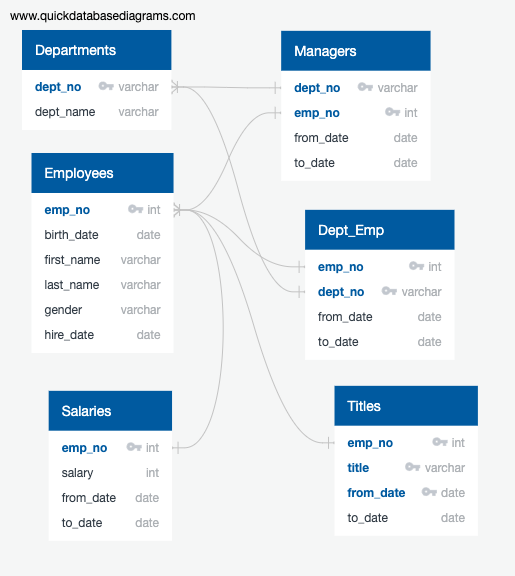 www.quickdatabasediagrams.com
Departments
dept_no varchar
dept_name varchar
Managers
dept_no varchar
emp_no int
from_date date
to_date date
Employees
emp_no int
birth_date date
first_name varchar
last_name varchar
gender varchar
hire_date date
Dept_Emp
emp_no int
dept_no varchar
from_date date
to_date date
Salaries
emp_no int
salary int
from_date date
to_date date
Titles
emp_no int
title varchar
from_date date
to_date date